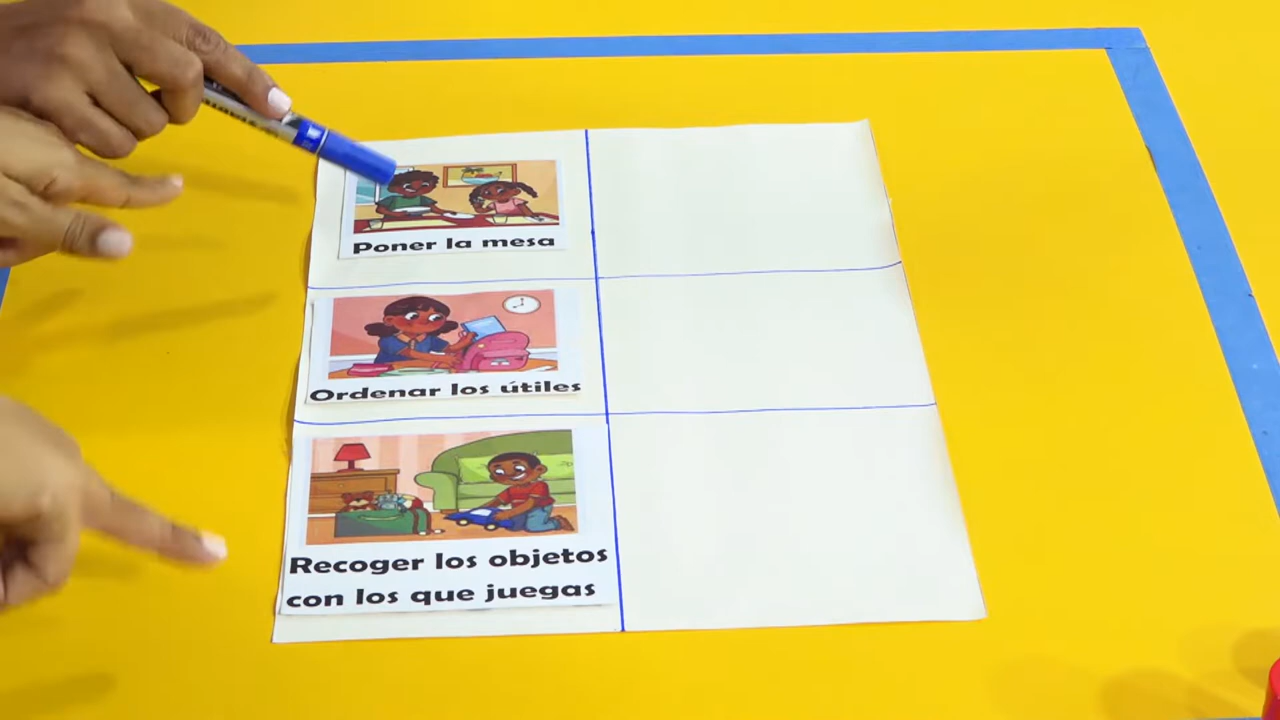 Poner la mesa
Ordenar los útiles
Recoger los objetos
con los que juegas